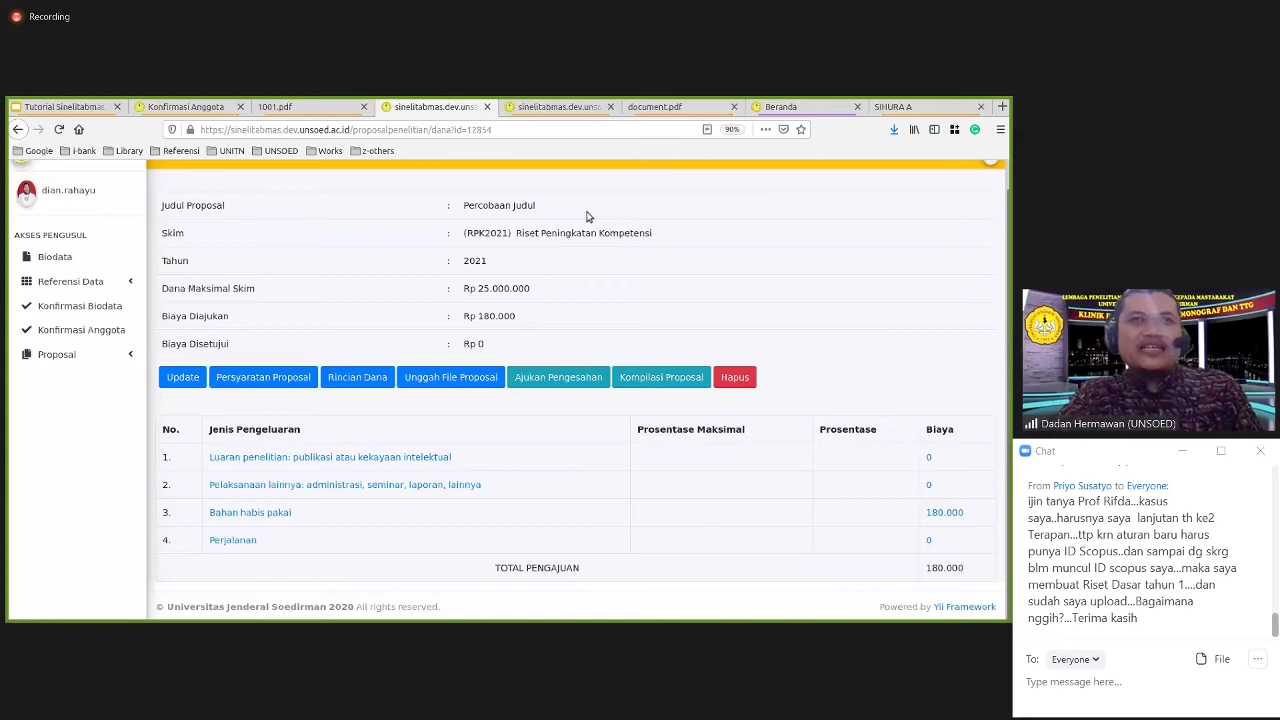 Recording
Tutorial Sinelitabmas
Konfirmasi Anggota
1001.pdf
sinelitabmas.dev.unso
sinelitabmas.dev.unso
document.pdf
Beranda
SIHURA A
https://sinelitabmas.dev.unsoed.ac.id/proposalpenelitian/dana?id=12854
90%
Google
i-bank
Library
Referensi
UNITN
UNSOED
Works
z-others
dian.rahayu
AKSES PENGUSUL
Biodata
Referensi Data
Konfirmasi Biodata
Konfirmasi Anggota
Proposal
Judul Proposal : Percobaan Judul
Skim : (RPK2021) Riset Peningkatan Kompetensi
Tahun : 2021
Dana Maksimal Skim : Rp 25.000.000
Biaya Diajukan : Rp 180.000
Biaya Disetujui : Rp 0
Update Persyaratan Proposal Rincian Dana Unggah File Proposal Ajukan Pengesahan Kompilasi Proposal Hapus
No. Jenis Pengeluaran Prosentase Maksimal Prosentase Biaya
1. Luaran penelitian: publikasi atau kekayaan intelektual 0
2. Pelaksanaan lainnya: administrasi, seminar, laporan, lainnya 0
3. Bahan habis pakai 180.000
4. Perjalanan 0
TOTAL PENGAJUAN 180.000
© Universitas Jenderal Soedirman 2020 All rights reserved.
Powered by Yii Framework
LEMBAGA PENELITIAN
KEPADA MASYARAKAT
KLINIK
MONOGRAF DAN TTG
Dadan Hermawan (UNSOED)
Chat
From Priyo Susatyo to Everyone:
ijin tanya Prof Rifda...kasus
saya..harusnya saya lanjutan th ke2
Terapan...ttp krn aturan baru harus
punya ID Scopus..dan sampai dg skrg
blm muncul ID scopus saya...maka saya
membuat Riset Dasar tahun 1....dan
sudah saya upload...Bagaimana
nggih?...Terima kasih
To: Everyone
File
Type message here...